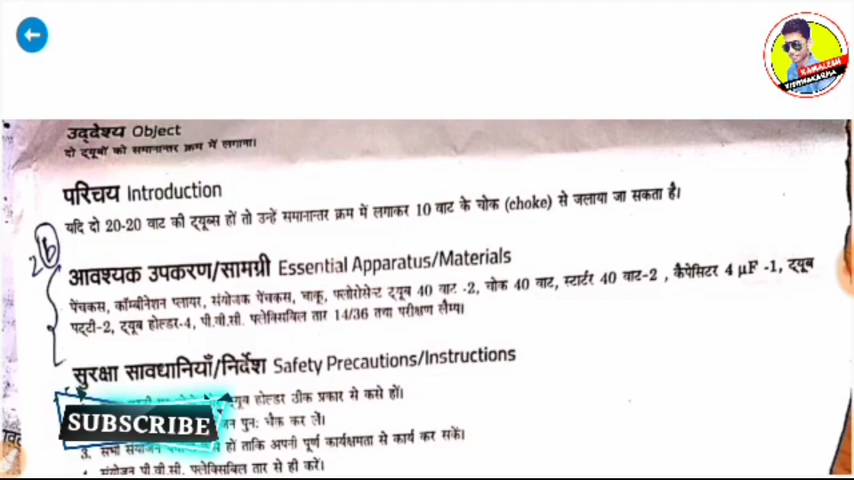 KAMALESH
VISHWAKARMA
उद्देश्य Object
दो ट्यूबों को समानान्तर क्रम में लगाना।
परिचय Introduction
यदि दो 20-20 वाट की ट्यूब्स हों तो उन्हें समानान्तर क्रम में लगाकर 10 वाट के चोक (choke) से जलाया जा सकता है।
2 b
आवश्यक उपकरण/सामग्री Essential Apparatus/Materials
पेंचकस, कॉम्बीनेशन प्लायर, संयोजक पेंचकस, चाकू, फ्लोरोसेन्ट ट्यूब 40 वाट -2, चोक 40 वाट, स्टार्टर 40 वाट-2 , कैपेसिटर 4 μF -1, ट्यूब
पट्टी-2, ट्यूब होल्डर-4, पी.वी.सी. फ्लेक्सिबिल तार 14/36 तथा परीक्षण लैम्प।
सुरक्षा सावधानियाँ/निर्देश Safety Precautions/Instructions
होल्डर ठीक प्रकार से कसे हों।
पुनः चैक कर लें।
3. सभी हों ताकि अपनी पूर्ण कार्यक्षमता से कार्य कर सकें।
संयोजन पी.वी.सी. फ्लेक्सिबिल तार से ही करें।
SUBSCRIBE